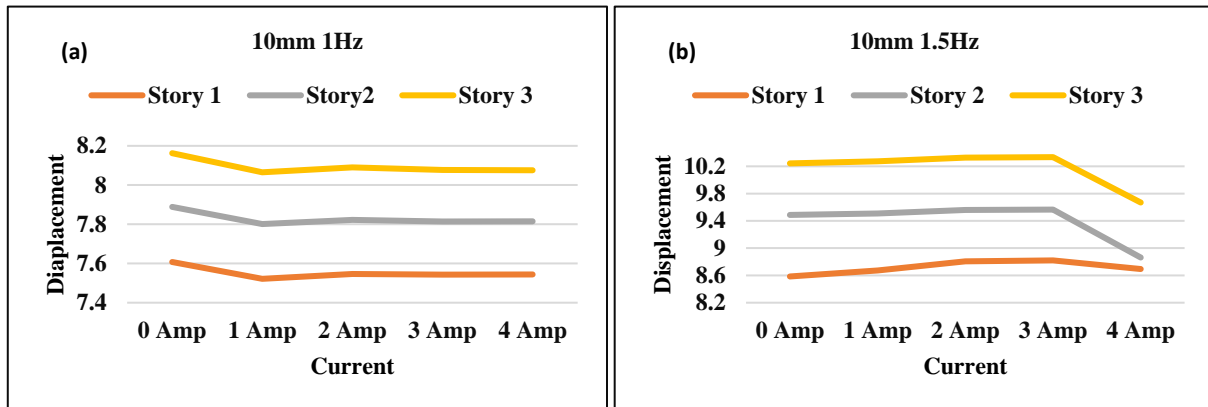 (a)
10mm 1Hz
Story 1 Story2 Story 3
Diaplacement
8.2
8
7.8
7.6
7.4
0 Amp 1 Amp 2 Amp 3 Amp 4 Amp
Current
(b)
10mm 1.5Hz
Story 1 Story 2 Story 3
Displacement
10.2
9.8
9.4
9
8.6
8.2
0 Amp 1 Amp 2 Amp 3 Amp 4 Amp
Current